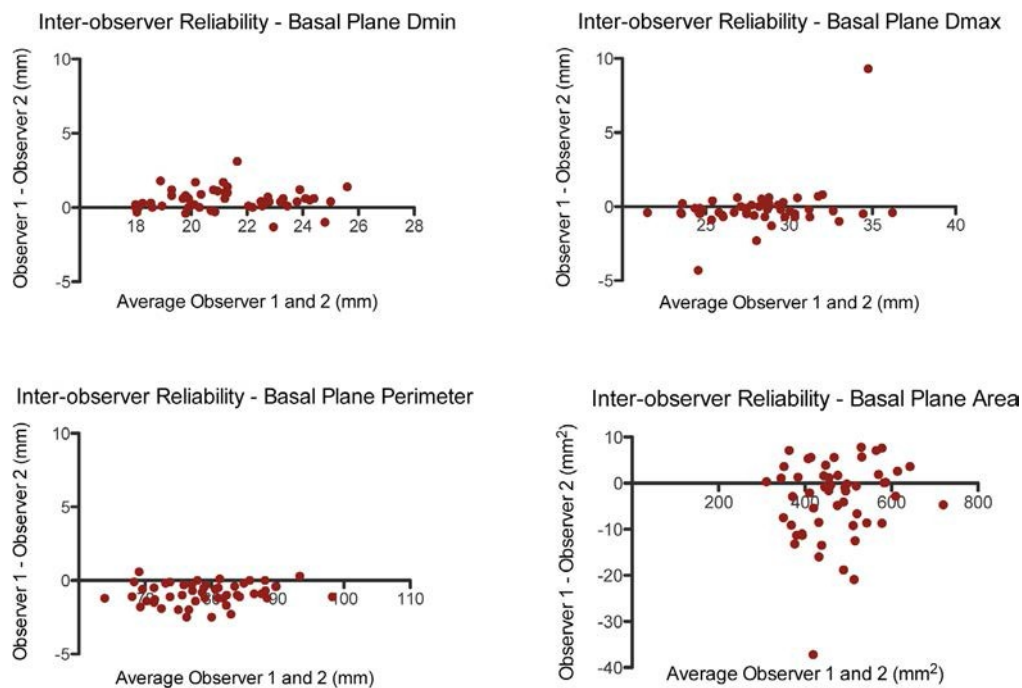 Inter-observer Reliability - Basal Plane Dmin
Observer 1 - Observer 2 (mm)
10
5
0
-5
18 20 22 24 26 28
Average Observer 1 and 2 (mm)
Inter-observer Reliability - Basal Plane Dmax
Observer 1 - Observer 2 (mm)
10
5
0
-5
25 30 35 40
Average Observer 1 and 2 (mm)
Inter-observer Reliability - Basal Plane Perimeter
Observer 1 - Observer 2 (mm)
10
5
0
-5
70 80 90 100 110
Average Observer 1 and 2 (mm)
Inter-observer Reliability - Basal Plane Area
Observer 1 - Observer 2 (mm²)
10
0
-10
-20
-30
-40
200 400 600 800
Average Observer 1 and 2 (mm²)